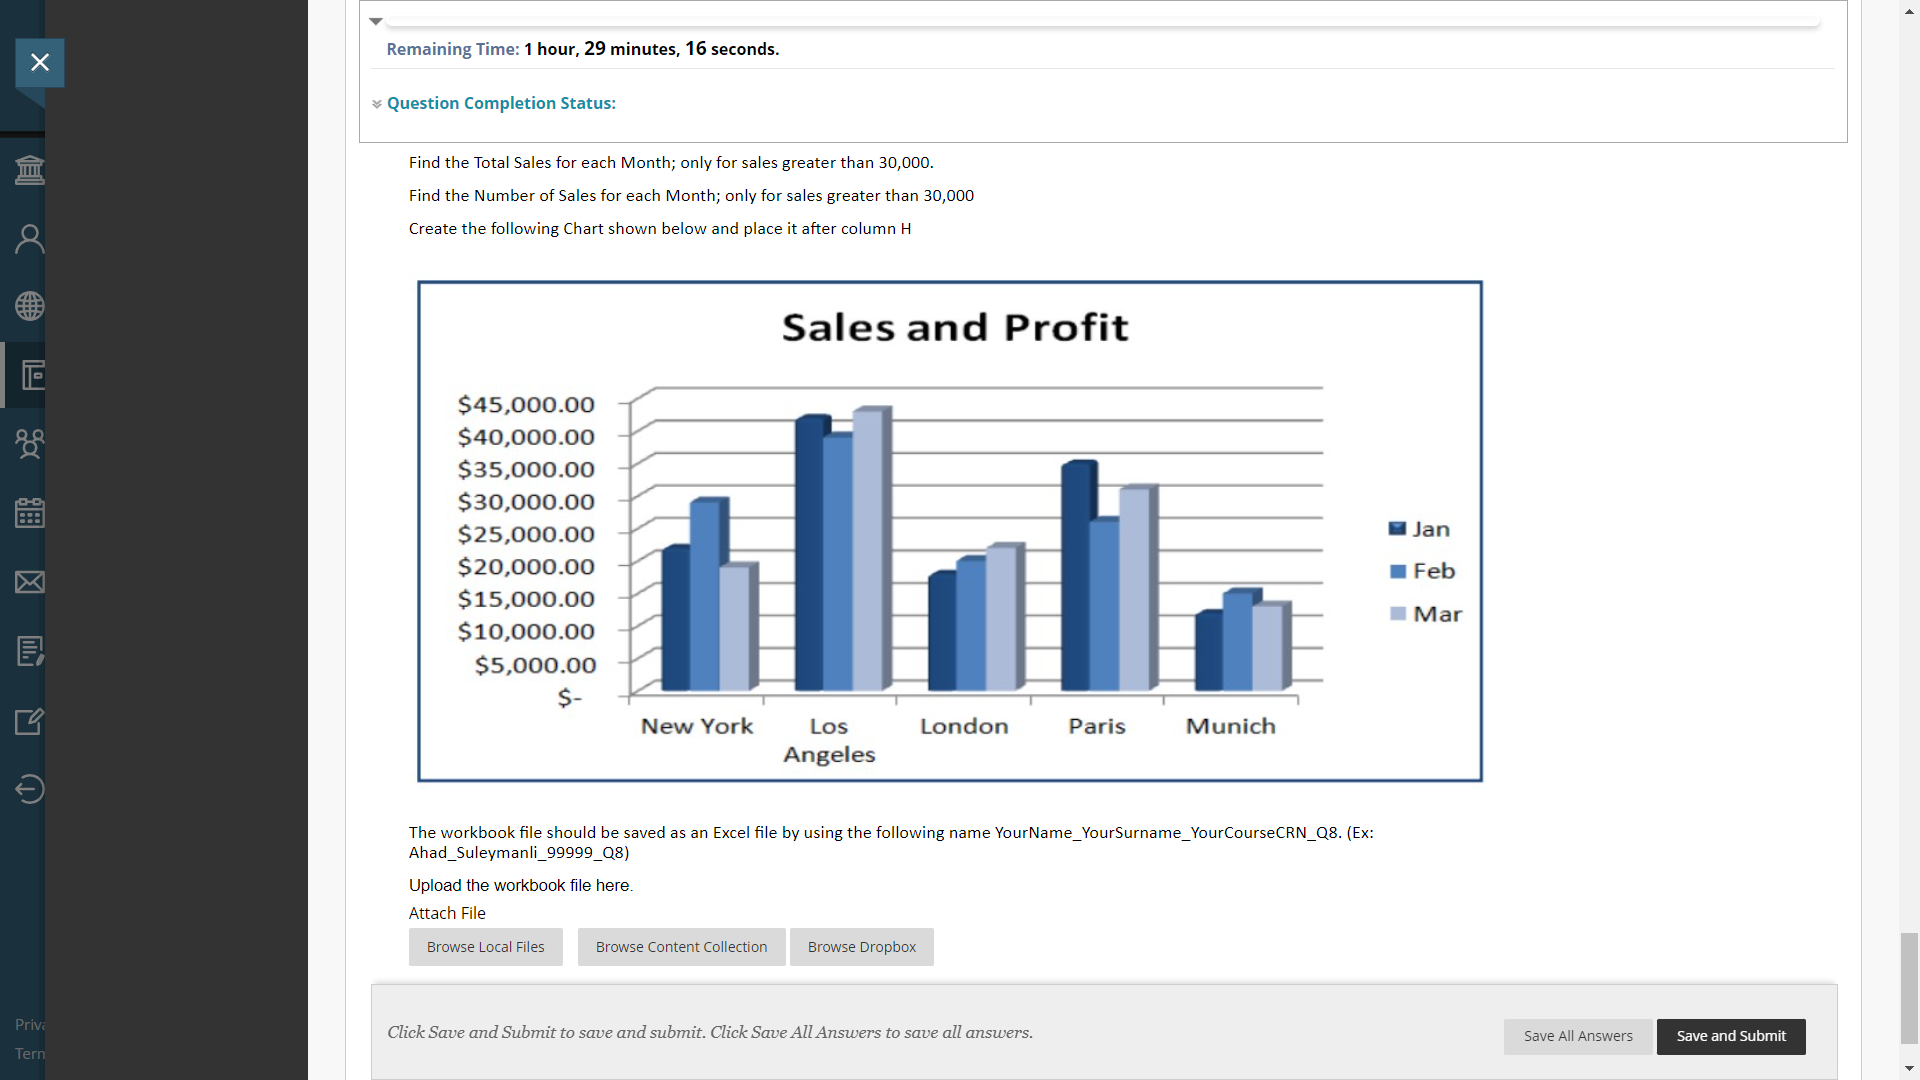 Remaining Time: 1 hour, 29 minutes, 16 seconds.
Question Completion Status:
Find the Total Sales for each Month; only for sales greater than 30,000.
Find the Number of Sales for each Month; only for sales greater than 30,000
Create the following Chart shown below and place it after column H
Sales and Profit
$45,000.00
$40,000.00
$35,000.00
$30,000.00
$25,000.00
$20,000.00
$15,000.00
$10,000.00
$5,000.00
$-
New York
Los Angeles
London
Paris
Munich
Jan
Feb
Mar
The workbook file should be saved as an Excel file by using the following name YourName_YourSurname_YourCourseCRN_Q8. (Ex:
Ahad_Suleymanli_99999_Q8)
Upload the workbook file here.
Attach File
Browse Local Files
Browse Content Collection
Browse Dropbox
Click Save and Submit to save and submit. Click Save All Answers to save all answers.
Save All Answers
Save and Submit